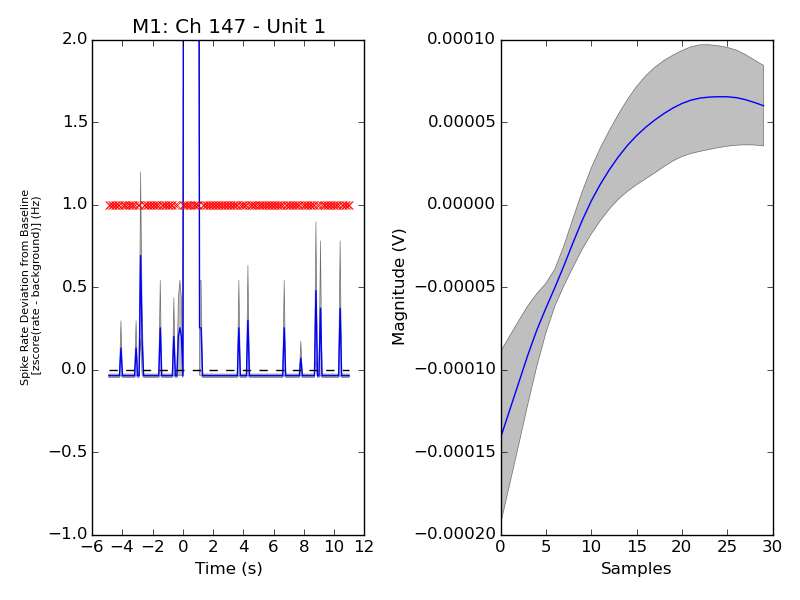 M1: Ch 147 - Unit 1
2.0
1.5
1.0
0.5
0.0
−0.5
−1.0
−6 −4 −2 0 2 4 6 8 10 12
Time (s)
Spike Rate Deviation from Baseline
[zscore(rate - background)] (Hz)
0.00010
0.00005
0.00000
−0.00005
−0.00010
−0.00015
−0.00020
0 5 10 15 20 25 30
Samples
Magnitude (V)